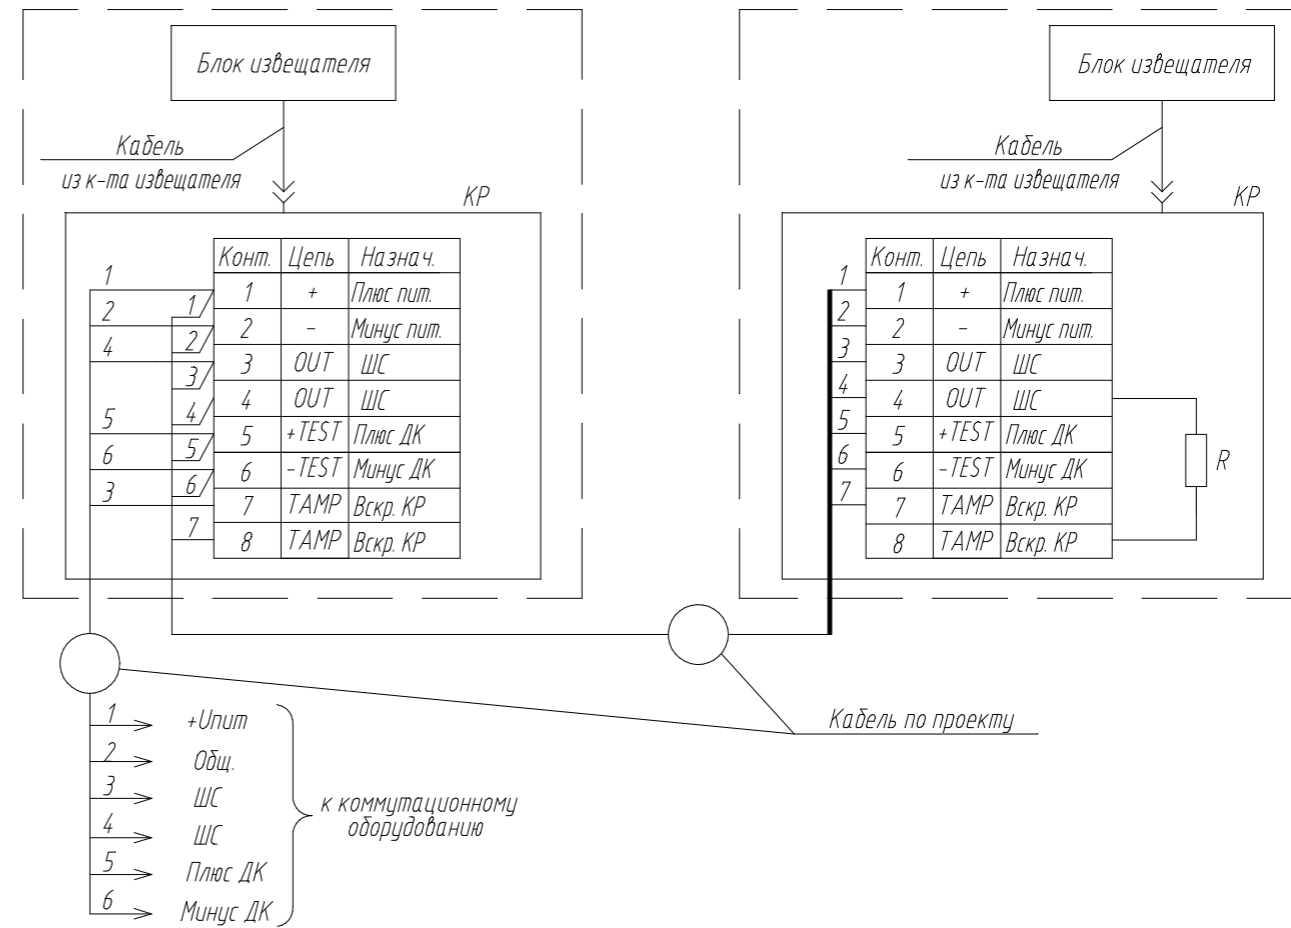 Блок извещателя
Кабель
из к-та извещателя
КР
Конт. Цепь Назнач.
1 + Плюс пит.
2 - Минус пит.
3 OUT ШС
4 OUT ШС
5 +TEST Плюс ДК
6 -TEST Минус ДК
7 TAMP Вскр. КР
8 TAMP Вскр. КР
1
2
4
5
6
3
1
2
3
4
5
6
7
Блок извещателя
Кабель
из к-та извещателя
КР
Конт. Цепь Назнач.
1 + Плюс пит.
2 - Минус пит.
3 OUT ШС
4 OUT ШС
5 +TEST Плюс ДК
6 -TEST Минус ДК
7 TAMP Вскр. КР
8 TAMP Вскр. КР
1
2
3
4
5
6
7
R
1 +Uпит
2 Общ.
3 ШС
4 ШС
5 Плюс ДК
6 Минус ДК
к коммутационному
оборудованию
Кабель по проекту